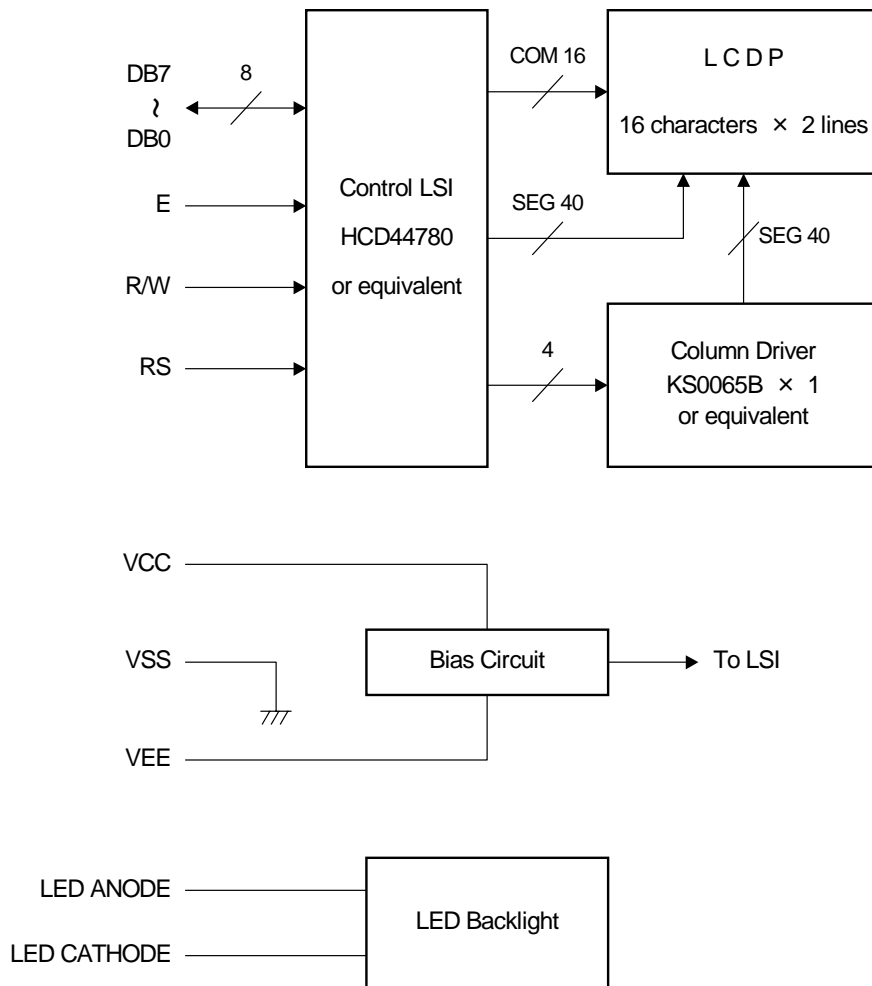 DB7
~
DB0
8
E
R/W
RS
Control LSI
HCD44780
or equivalent
COM 16
SEG 40
4
L C D P
16 characters × 2 lines
SEG 40
Column Driver
KS0065B × 1
or equivalent
VCC
VSS
VEE
Bias Circuit
To LSI
LED ANODE
LED CATHODE
LED Backlight